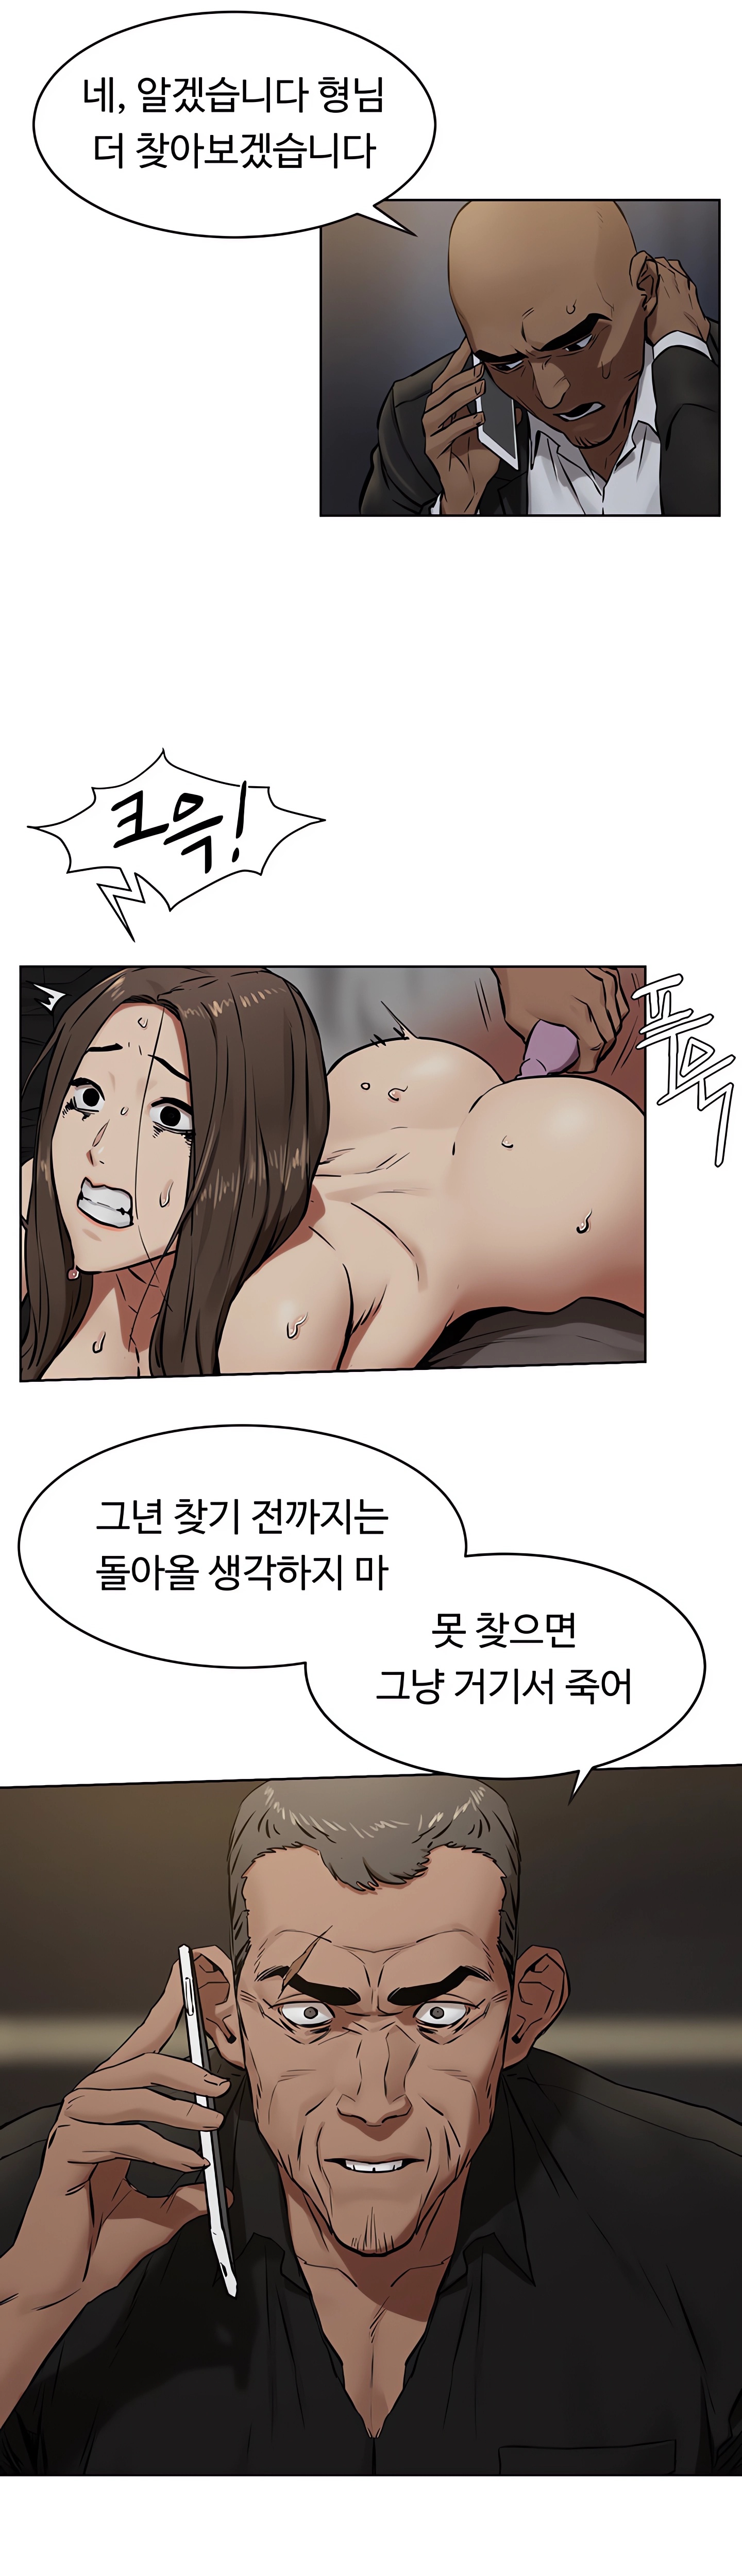 네, 알겠습니다 형님
더 찾아보겠습니다
크윽!
푸욱
그년 찾기 전까지는
돌아올 생각하지 마
못 찾으면
그냥 거기서 죽어